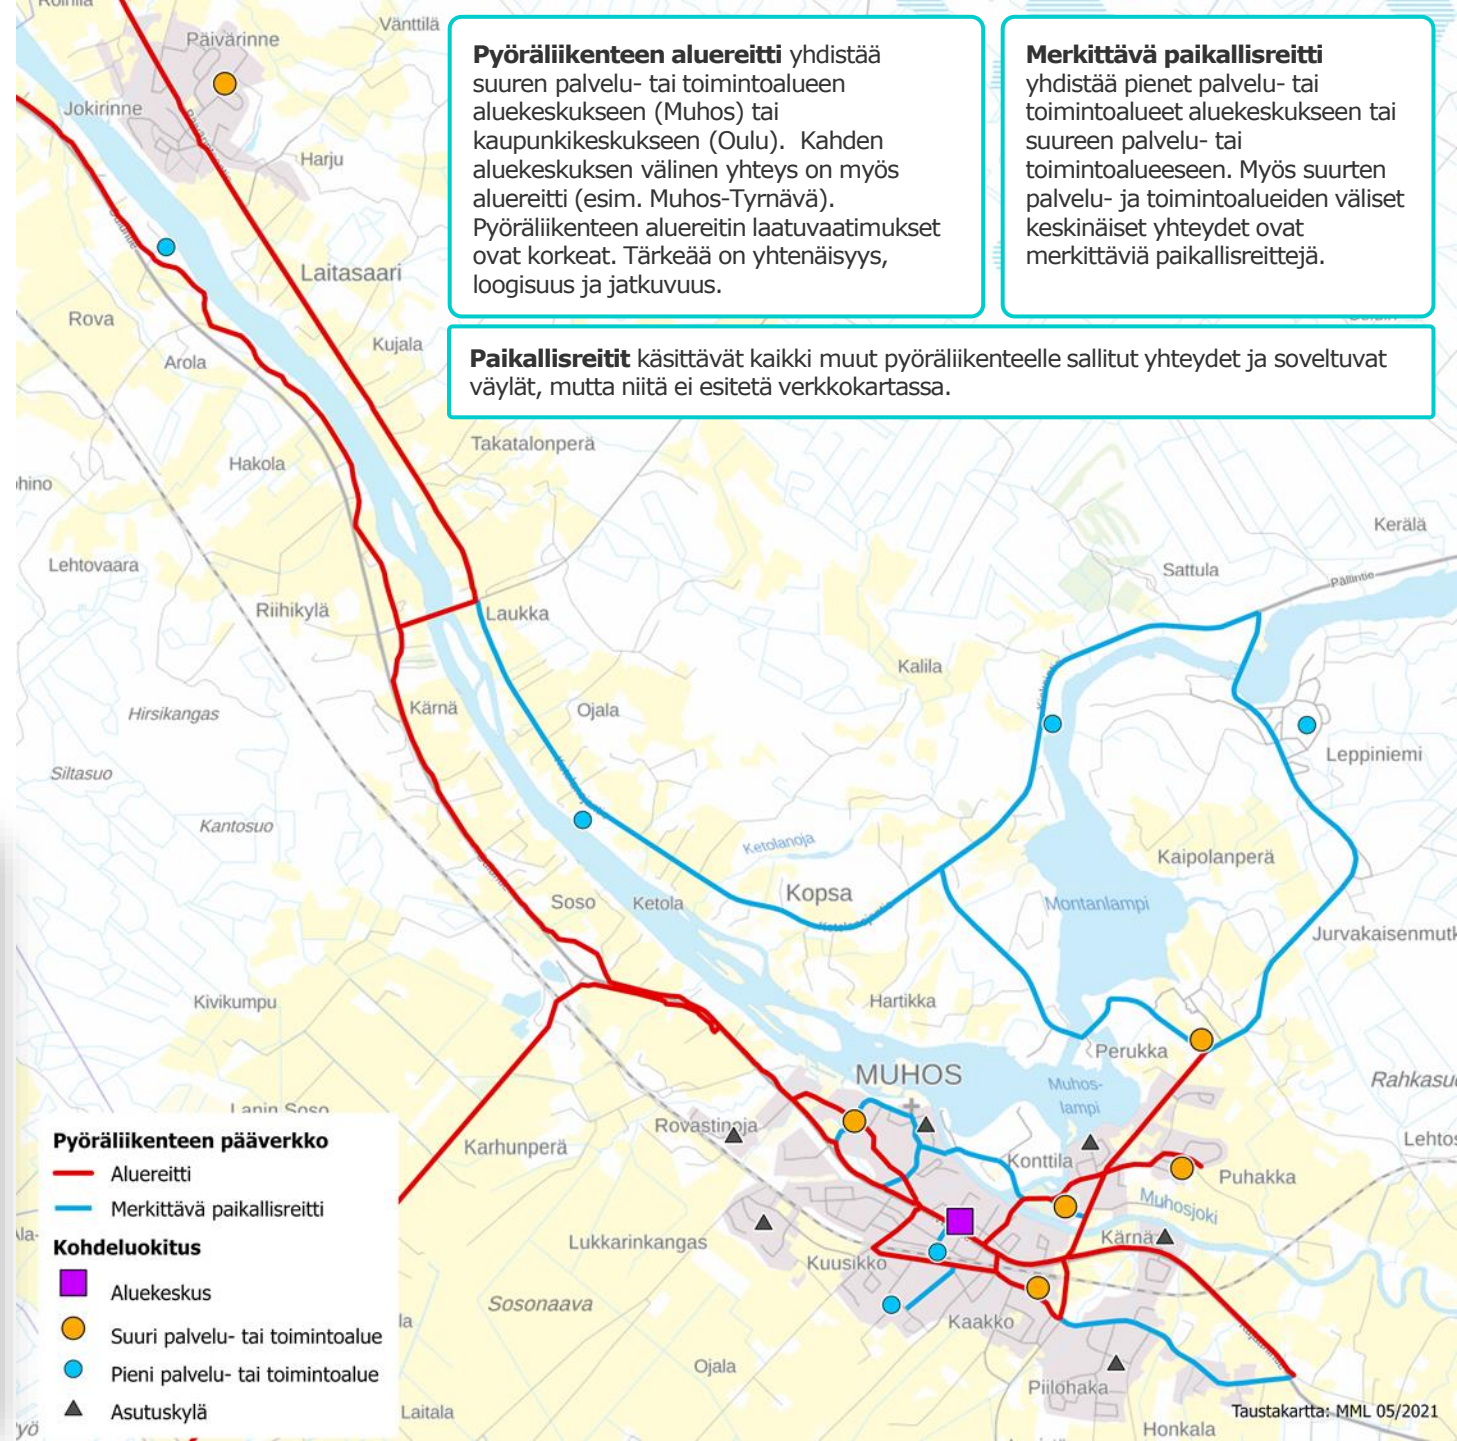 Pyöräliikenteen aluereitti yhdistää
suuren palvelu- tai toimintoalueen
aluekeskukseen (Muhos) tai
kaupunkikeskukseen (Oulu). Kahden
aluekeskuksen välinen yhteys on myös
aluereitti (esim. Muhos-Tyrnävä).
Pyöräliikenteen aluereitin laatuvaatimukset
ovat korkeat. Tärkeää on yhtenäisyys,
loogisuus ja jatkuvuus.
Merkittävä paikallisreitti
yhdistää pienet palvelu- tai
toimintoalueet aluekeskukseen tai
suureen palvelu- tai
toimintoalueeseen. Myös suurten
palvelu- ja toimintoalueiden väliset
keskinäiset yhteydet ovat
merkittäviä paikallisreittejä.
Paikallisreitit käsittävät kaikki muut pyöräliikenteelle sallitut yhteydet ja soveltuvat
väylät, mutta niitä ei esitetä verkkokartassa.
Vänttilä
Päivärinne
Jokirinne
Harju
Laitasaari
Rova
Kujala
Arola
Takatalonperä
Hakola
Kerälä
Lehtovaara
Sattula
Pällintie
Riihikylä
Laukka
Kalila
Kärnä
Ojala
Hirsikangas
Leppiniemi
Siltasuo
Kantosuo
Ketolanoja
Kaipolanperä
Kopsa
Soso
Ketola
Montanlampi
Ketolanojantie
Kivikumpu
Hartikka
Perukka
MUHOS
Muhos-
lampi
Lanin Soso
Rovastinoja
Karhunperä
Konttila
Puhakka
Muhosjoki
Lukkarinkangas
Kärnä
Kuusikko
Sosonaava
Kaakko
Ojala
Piilohaka
Laitala
Honkala
Pyöräliikenteen pääverkko
Aluereitti
Merkittävä paikallisreitti
Kohdeluokitus
Aluekeskus
Suuri palvelu- tai toimintoalue
Pieni palvelu- tai toimintoalue
Asutuskylä
Taustakartta: MML 05/2021